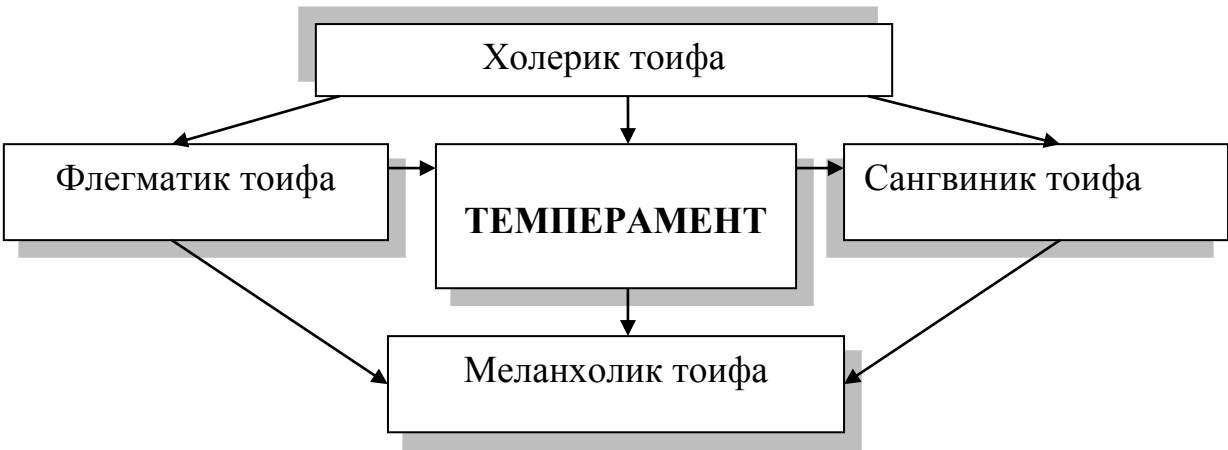 Холерик тоифа
Флегматик тоифа
ТЕМПЕРАМЕНТ
Сангвиник тоифа
Меланхолик тоифа